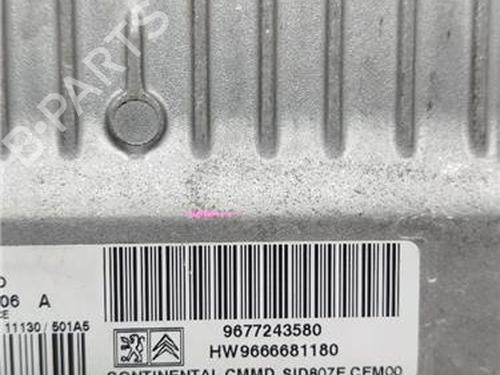 B-PARTS
06 A
11130 / 501A5
9677243580
HW9666681180
CONTINENTAL CMMD SID807E CEM00